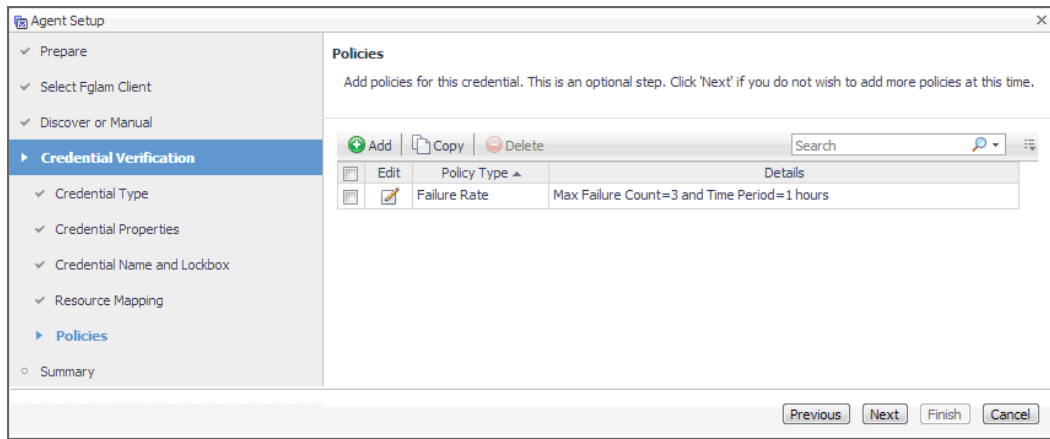 Agent Setup
Prepare
Select Fglam Client
Discover or Manual
Credential Verification
Credential Type
Credential Properties
Credential Name and Lockbox
Resource Mapping
Policies
Summary
Policies
Add policies for this credential. This is an optional step. Click 'Next' if you do not wish to add more policies at this time.
Add Copy Delete Search
Edit Policy Type Details
Failure Rate Max Failure Count=3 and Time Period=1 hours
Previous Next Finish Cancel